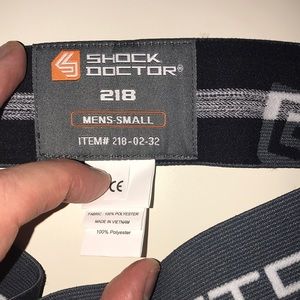 SHOCK
DOCTOR®
218
MENS-SMALL
ITEM# 218-02-32
CE
FABRIC: 100% POLYESTER
MADE IN VIETNAM
100% Polyester